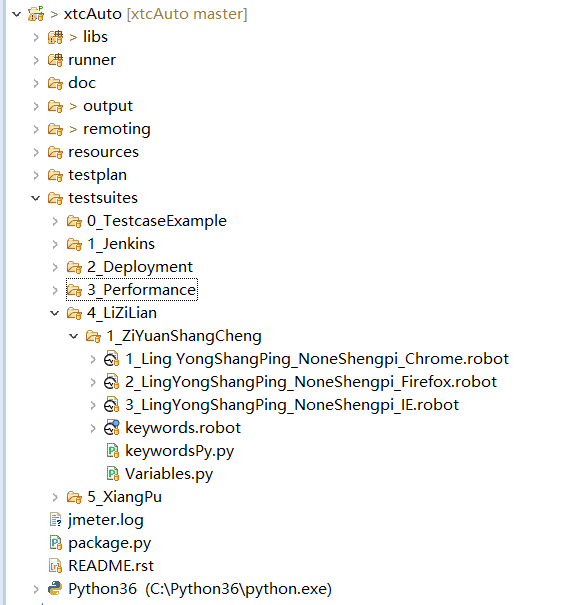 > xtcAuto [xtcAuto master]
> libs
runner
doc
> output
> remoting
resources
testplan
testsuites
0_TestcaseExample
1_Jenkins
2_Deployment
3_Performance
4_LiZiLian
1_ZiYuanShangCheng
1_Ling YongShangPing_NoneShengpi_Chrome.robot
2_LingYongShangPing_NoneShengpi_Firefox.robot
3_LingYongShangPing_NoneShengpi_IE.robot
keywords.robot
keywordsPy.py
Variables.py
5_XiangPu
jmeter.log
package.py
README.rst
Python36 (C:\Python36\python.exe)